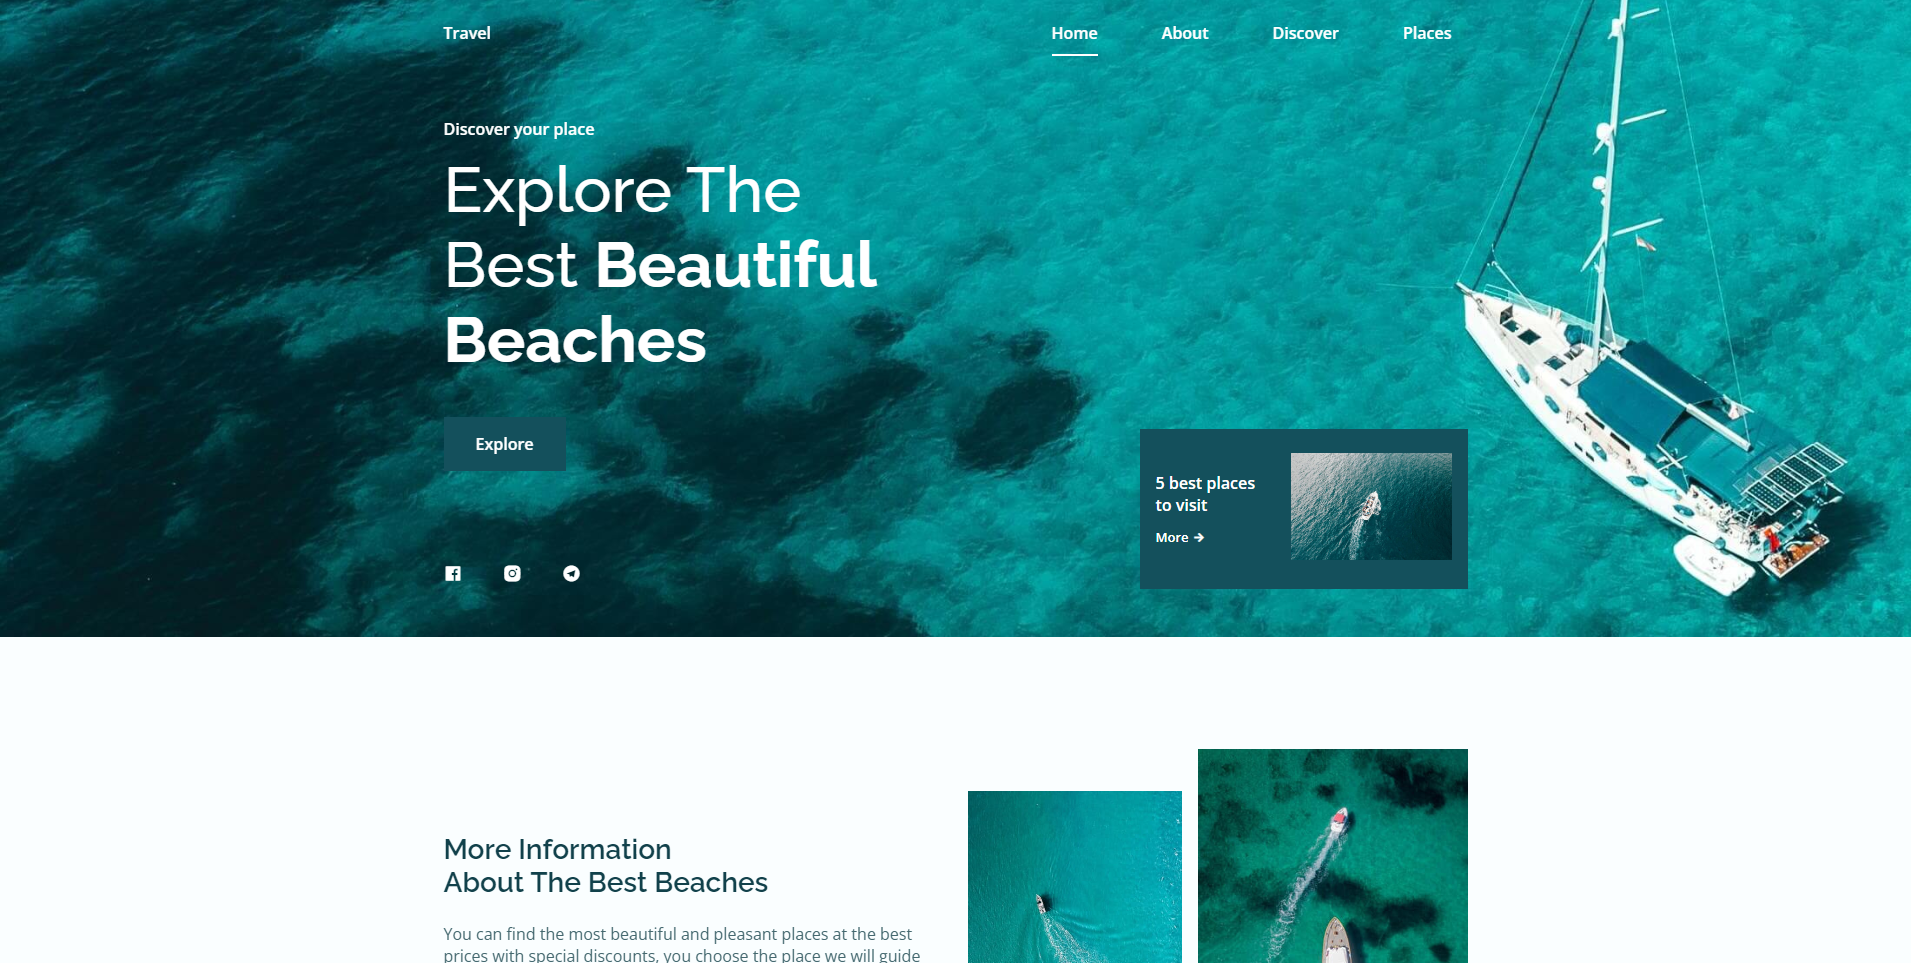 Travel
Home
About
Discover
Places
Discover your place
Explore The
Best Beautiful
Beaches
Explore
5 best places
to visit
More
More Information
About The Best Beaches
You can find the most beautiful and pleasant places at the best
prices with special discounts, you choose the place we will guide